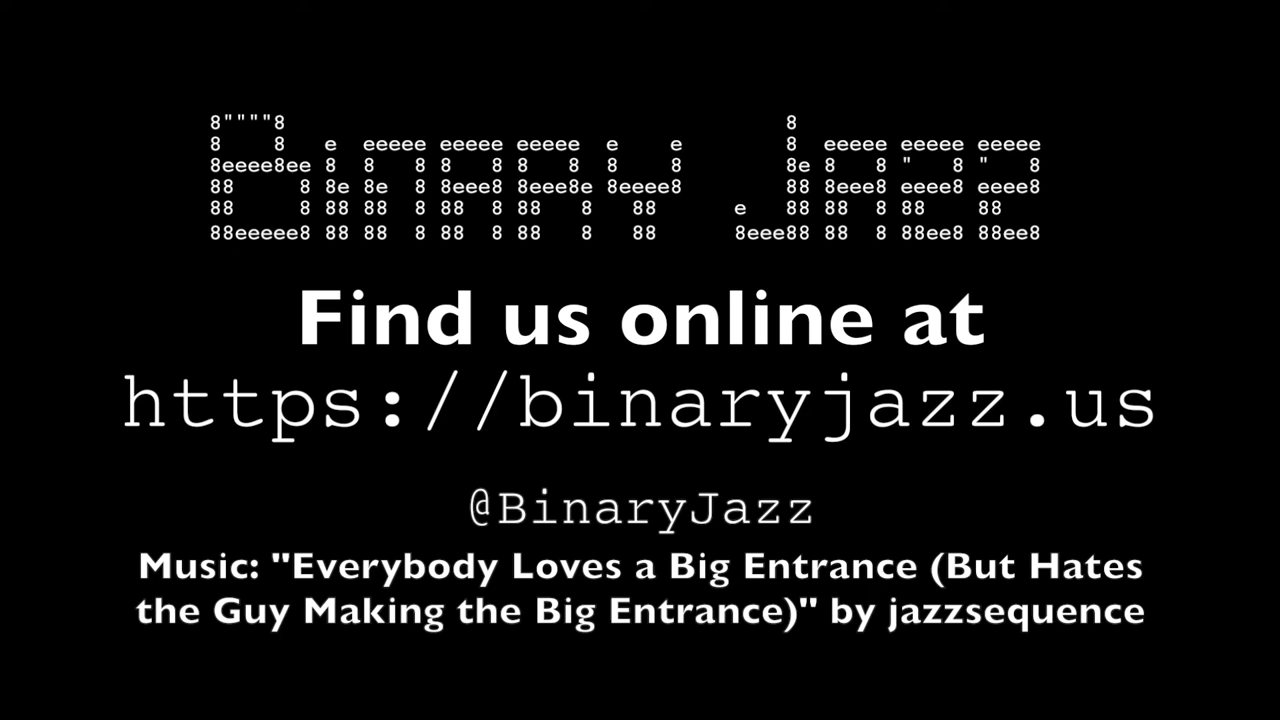 Binary Jazz
Find us online at
https://binaryjazz.us
@BinaryJazz
Music: "Everybody Loves a Big Entrance (But Hates
the Guy Making the Big Entrance)" by jazzsequence